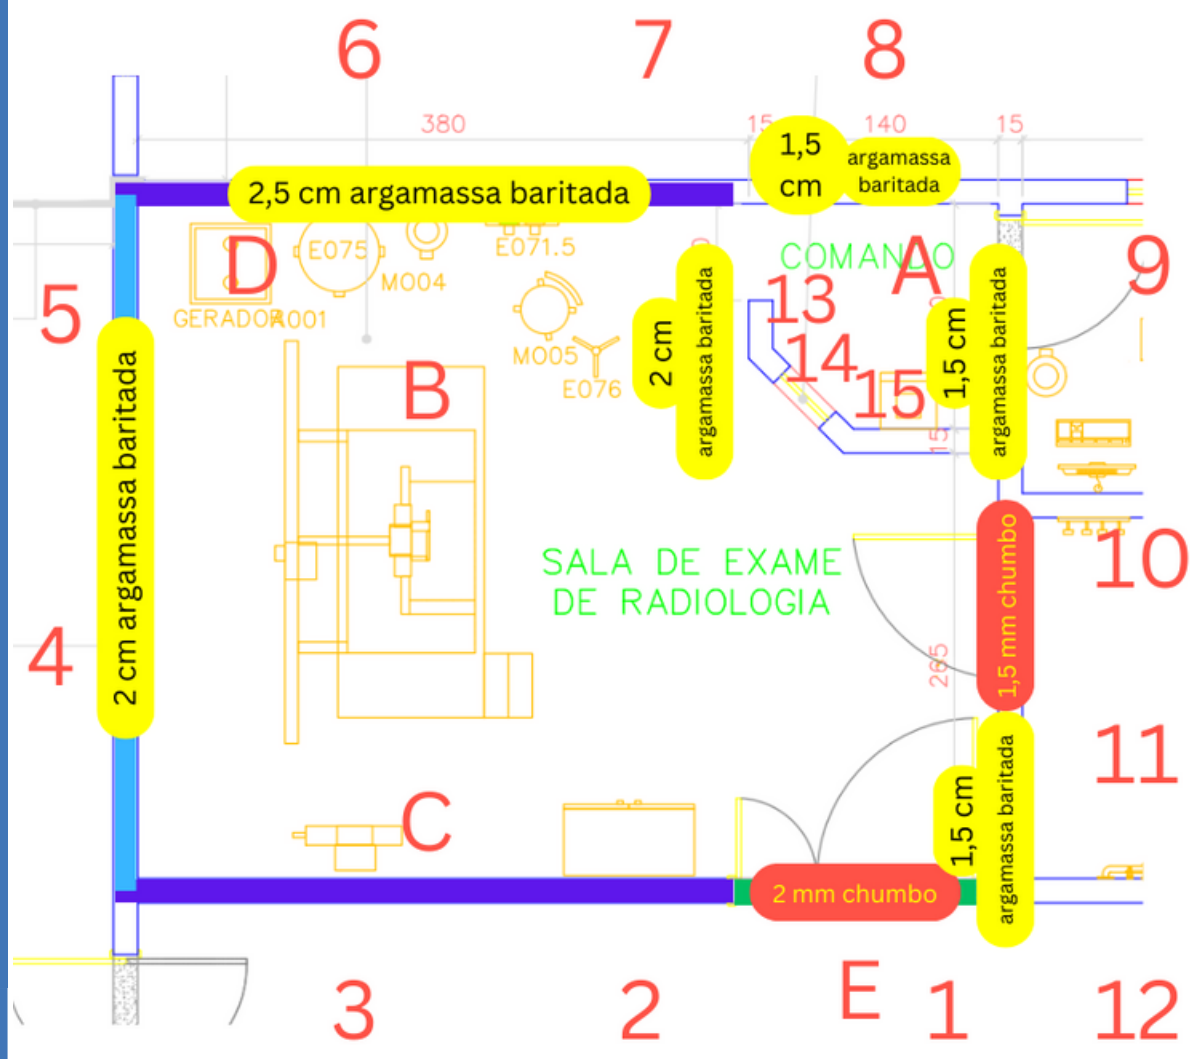 6
7
8
380
15
140
15
1,5
cm
argamassa
baritada
2,5 cm argamassa baritada
E075
E071.5
MO04
D
COMANDO
A
9
5
GERADOR
A001
13
MO05
E076
B
14
15
2 cm
argamassa baritada
1,5 cm
argamassa baritada
15
2 cm argamassa baritada
SALA DE EXAME
DE RADIOLOGIA
10
1,5 mm chumbo
4
265
11
C
1,5 cm
argamassa baritada
2 mm chumbo
3
2
E
1
12